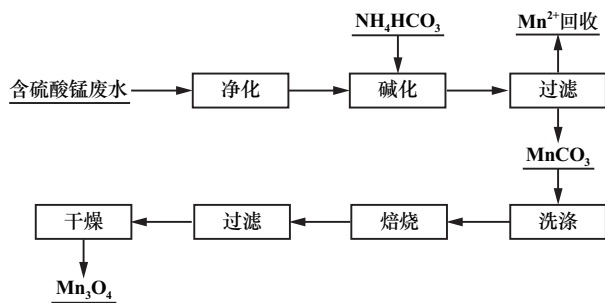 NH₄HCO₃
Mn²⁺回收
含硫酸锰废水
净化
碱化
过滤
MnCO₃
干燥
过滤
焙烧
洗涤
Mn₃O₄